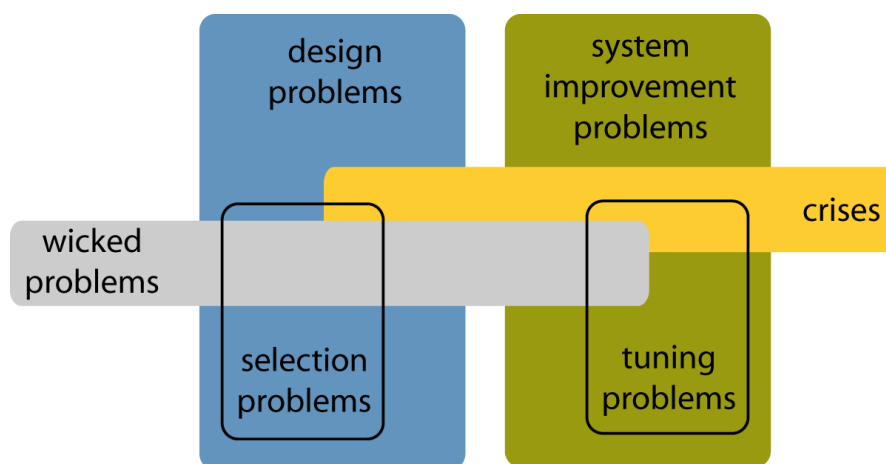 design
problems
system
improvement
problems
crises
wicked
problems
selection
problems
tuning
problems